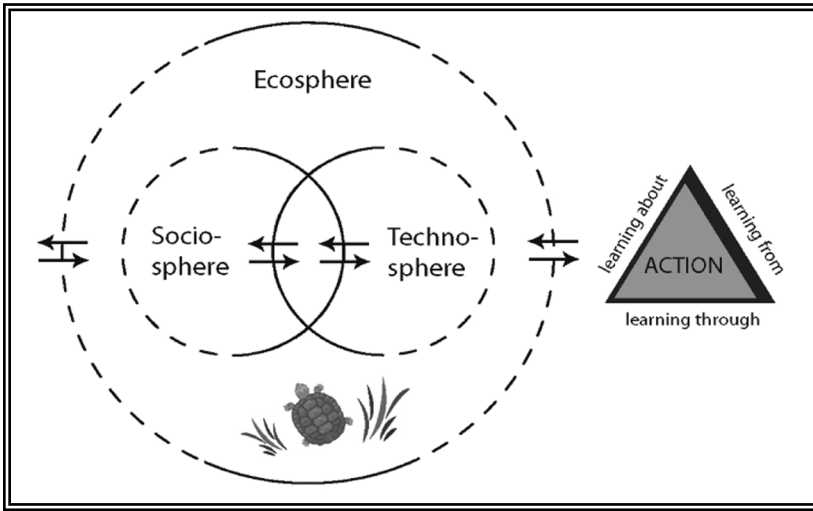 Ecosphere
Socio-
sphere
Techno-
sphere
learning about
learning from
ACTION
learning through